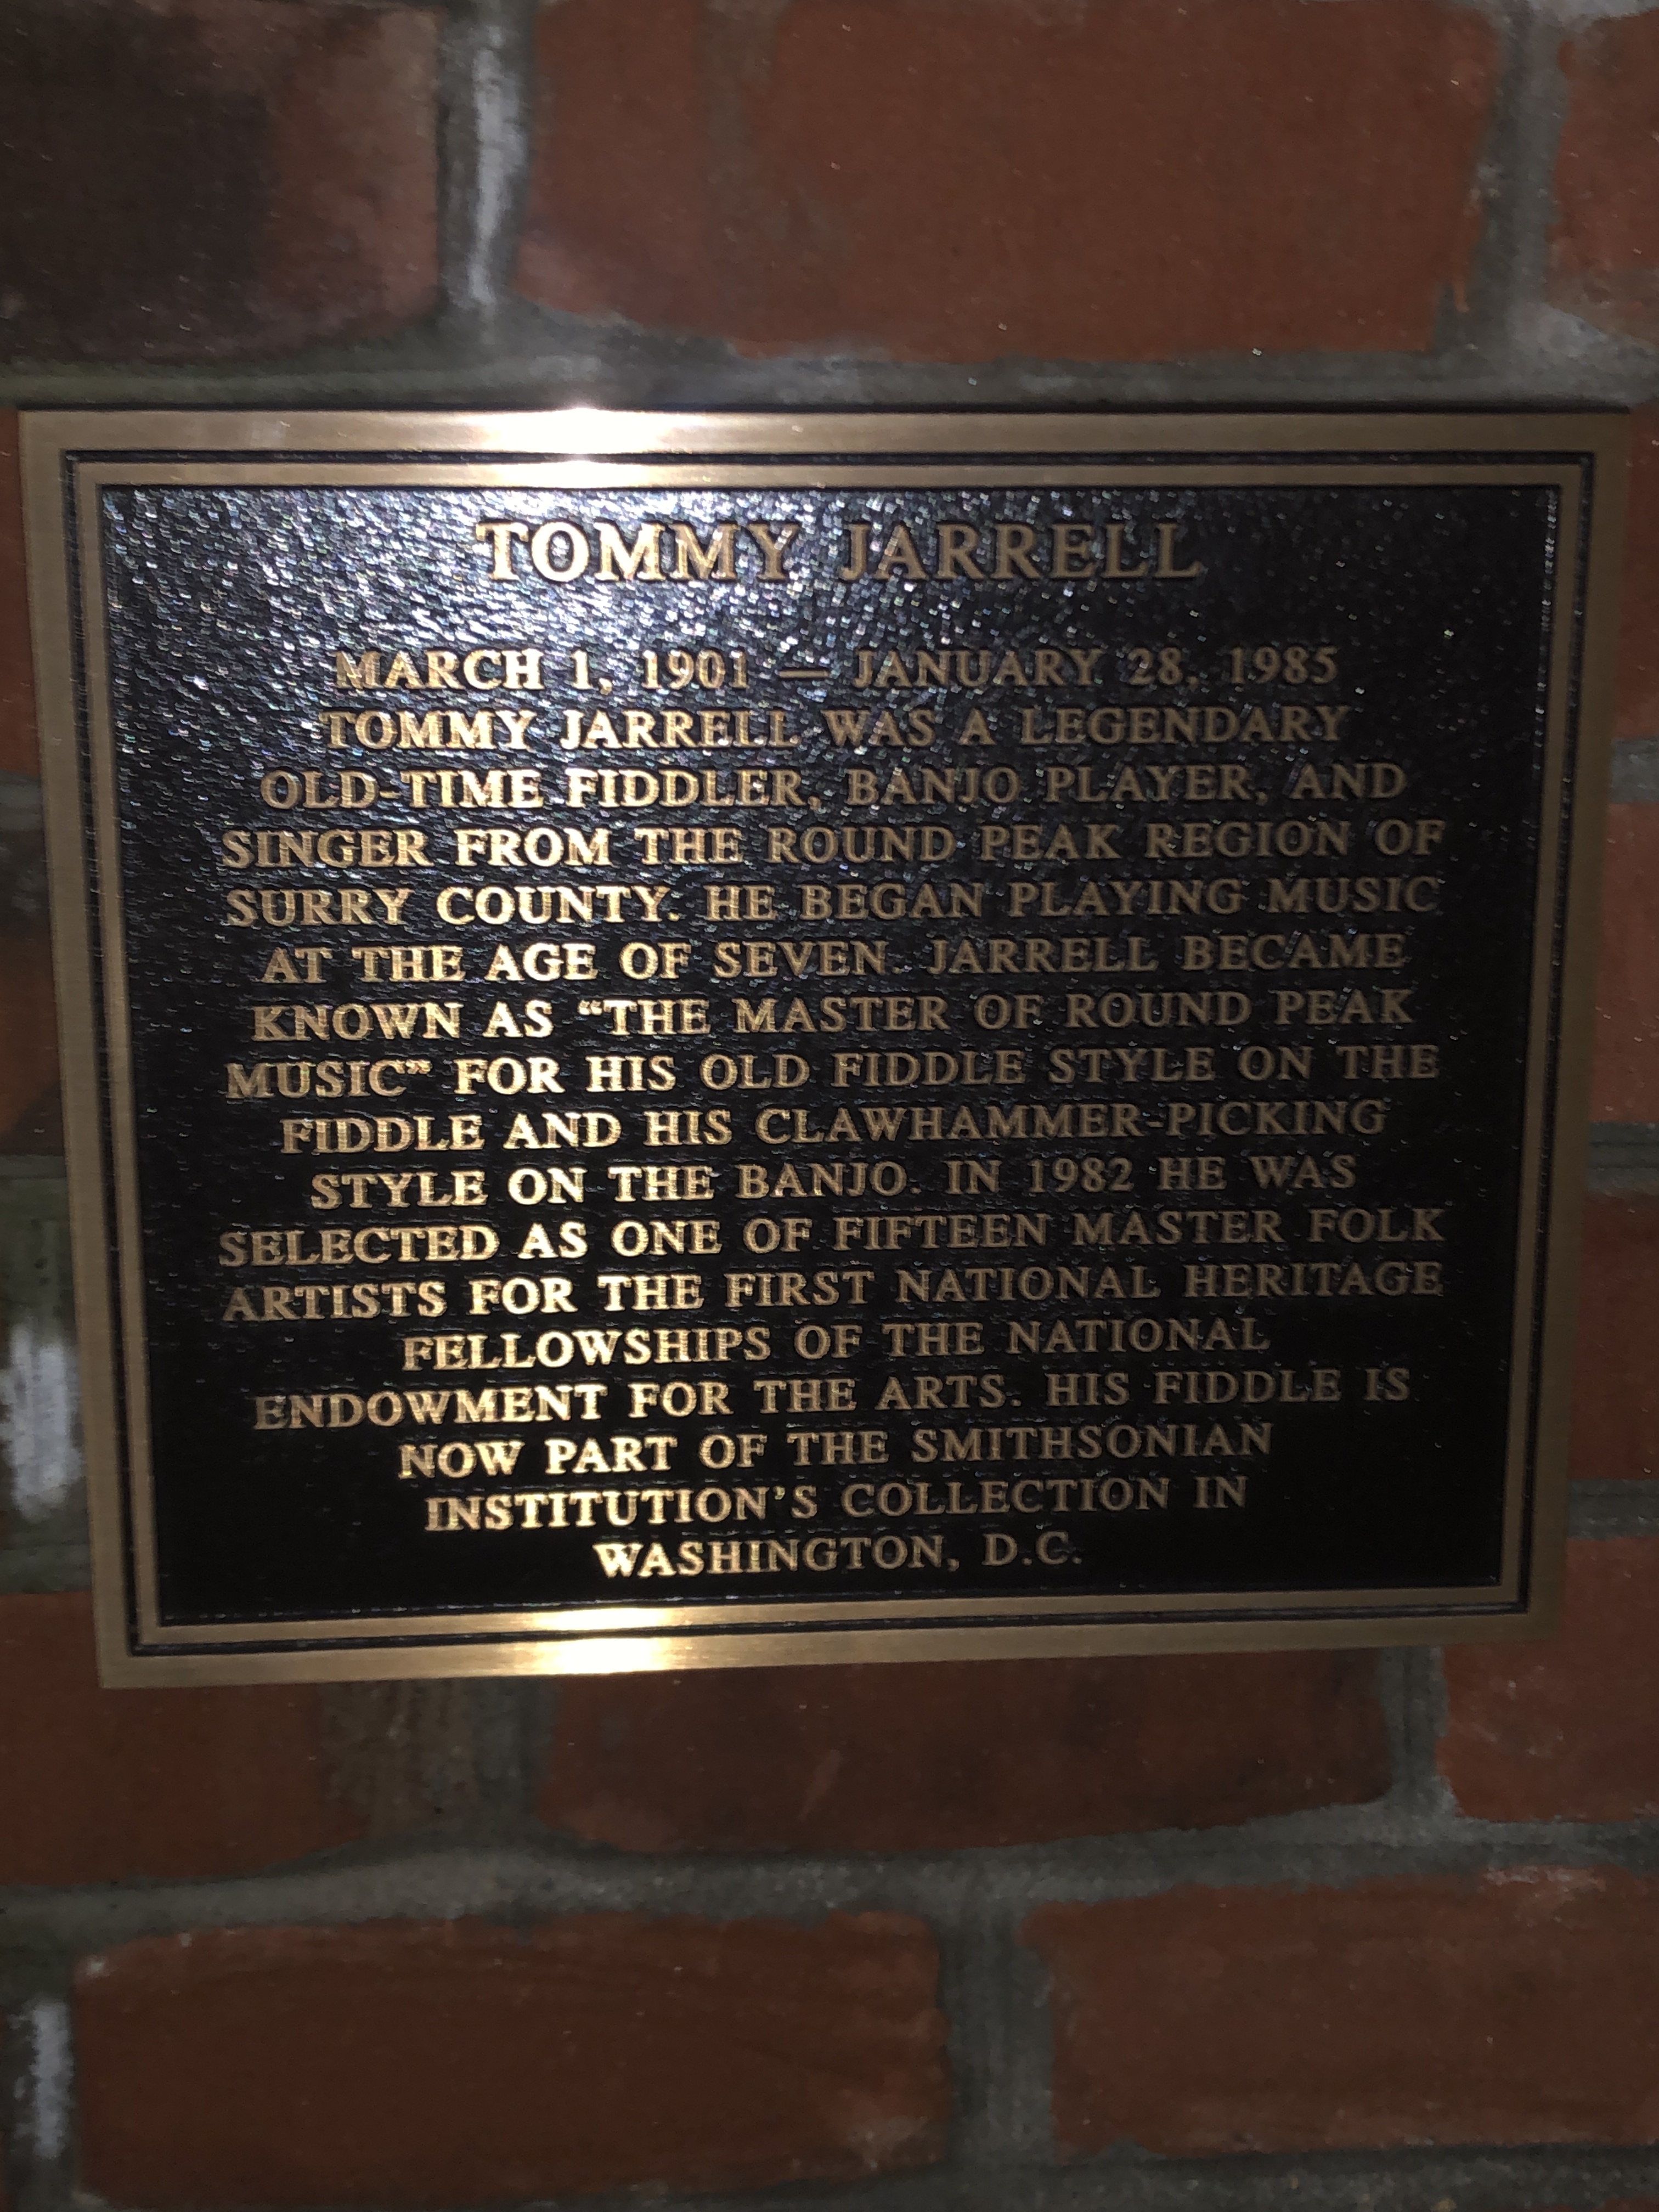 TOMMY JARRELL
MARCH 1, 1901 — JANUARY 28, 1985
TOMMY JARRELL WAS A LEGENDARY
OLD-TIME FIDDLER, BANJO PLAYER, AND
SINGER FROM THE ROUND PEAK REGION OF
SURRY COUNTY. HE BEGAN PLAYING MUSIC
AT THE AGE OF SEVEN. JARRELL BECAME
KNOWN AS “THE MASTER OF ROUND PEAK
MUSIC” FOR HIS OLD FIDDLE STYLE ON THE
FIDDLE AND HIS CLAWHAMMER-PICKING
STYLE ON THE BANJO. IN 1982 HE WAS
SELECTED AS ONE OF FIFTEEN MASTER FOLK
ARTISTS FOR THE FIRST NATIONAL HERITAGE
FELLOWSHIPS OF THE NATIONAL
ENDOWMENT FOR THE ARTS. HIS FIDDLE IS
NOW PART OF THE SMITHSONIAN
INSTITUTION’S COLLECTION IN
WASHINGTON, D.C.